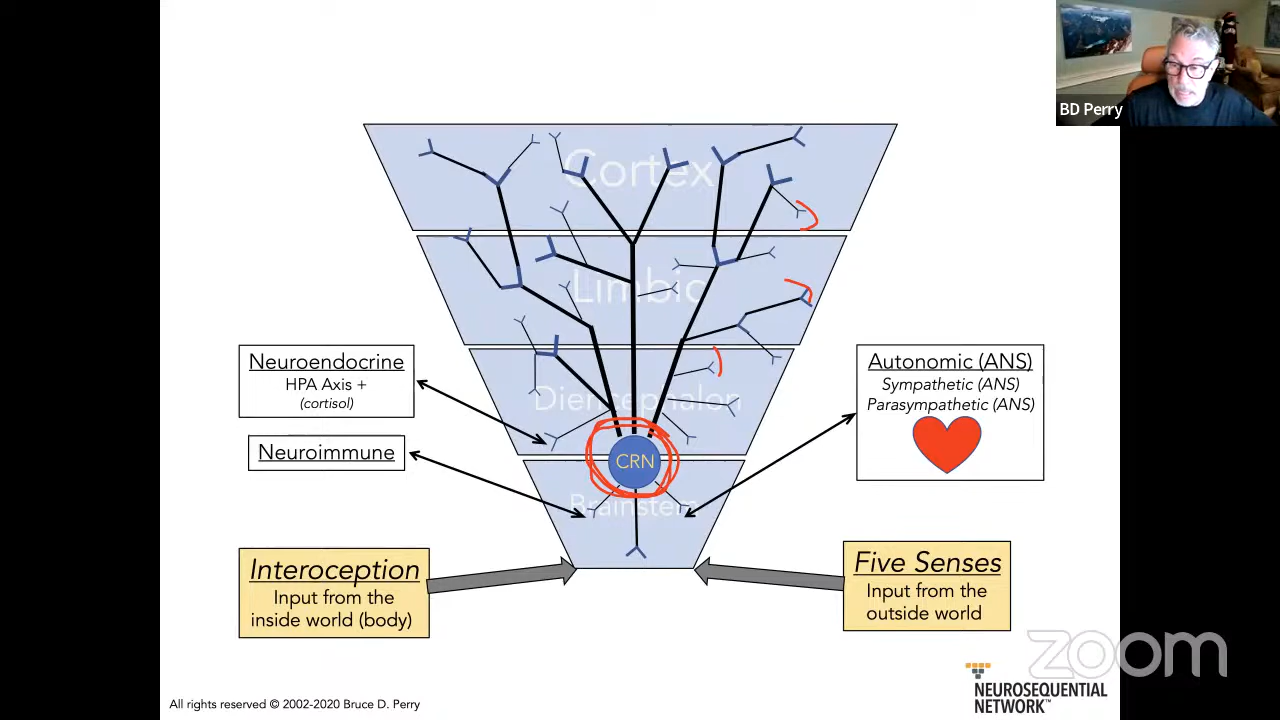 BD Perry
Cortex
Limbic
Neuroendocrine
HPA Axis +
(cortisol)
Autonomic (ANS)
Sympathetic (ANS)
Parasympathetic (ANS)
Diencephalon
Neuroimmune
CRN
Brainstem
Interoception
Input from the
inside world (body)
Five Senses
Input from the
outside world
zoom
NEUROSEQUENTIAL
NETWORK™
All rights reserved © 2002-2020 Bruce D. Perry